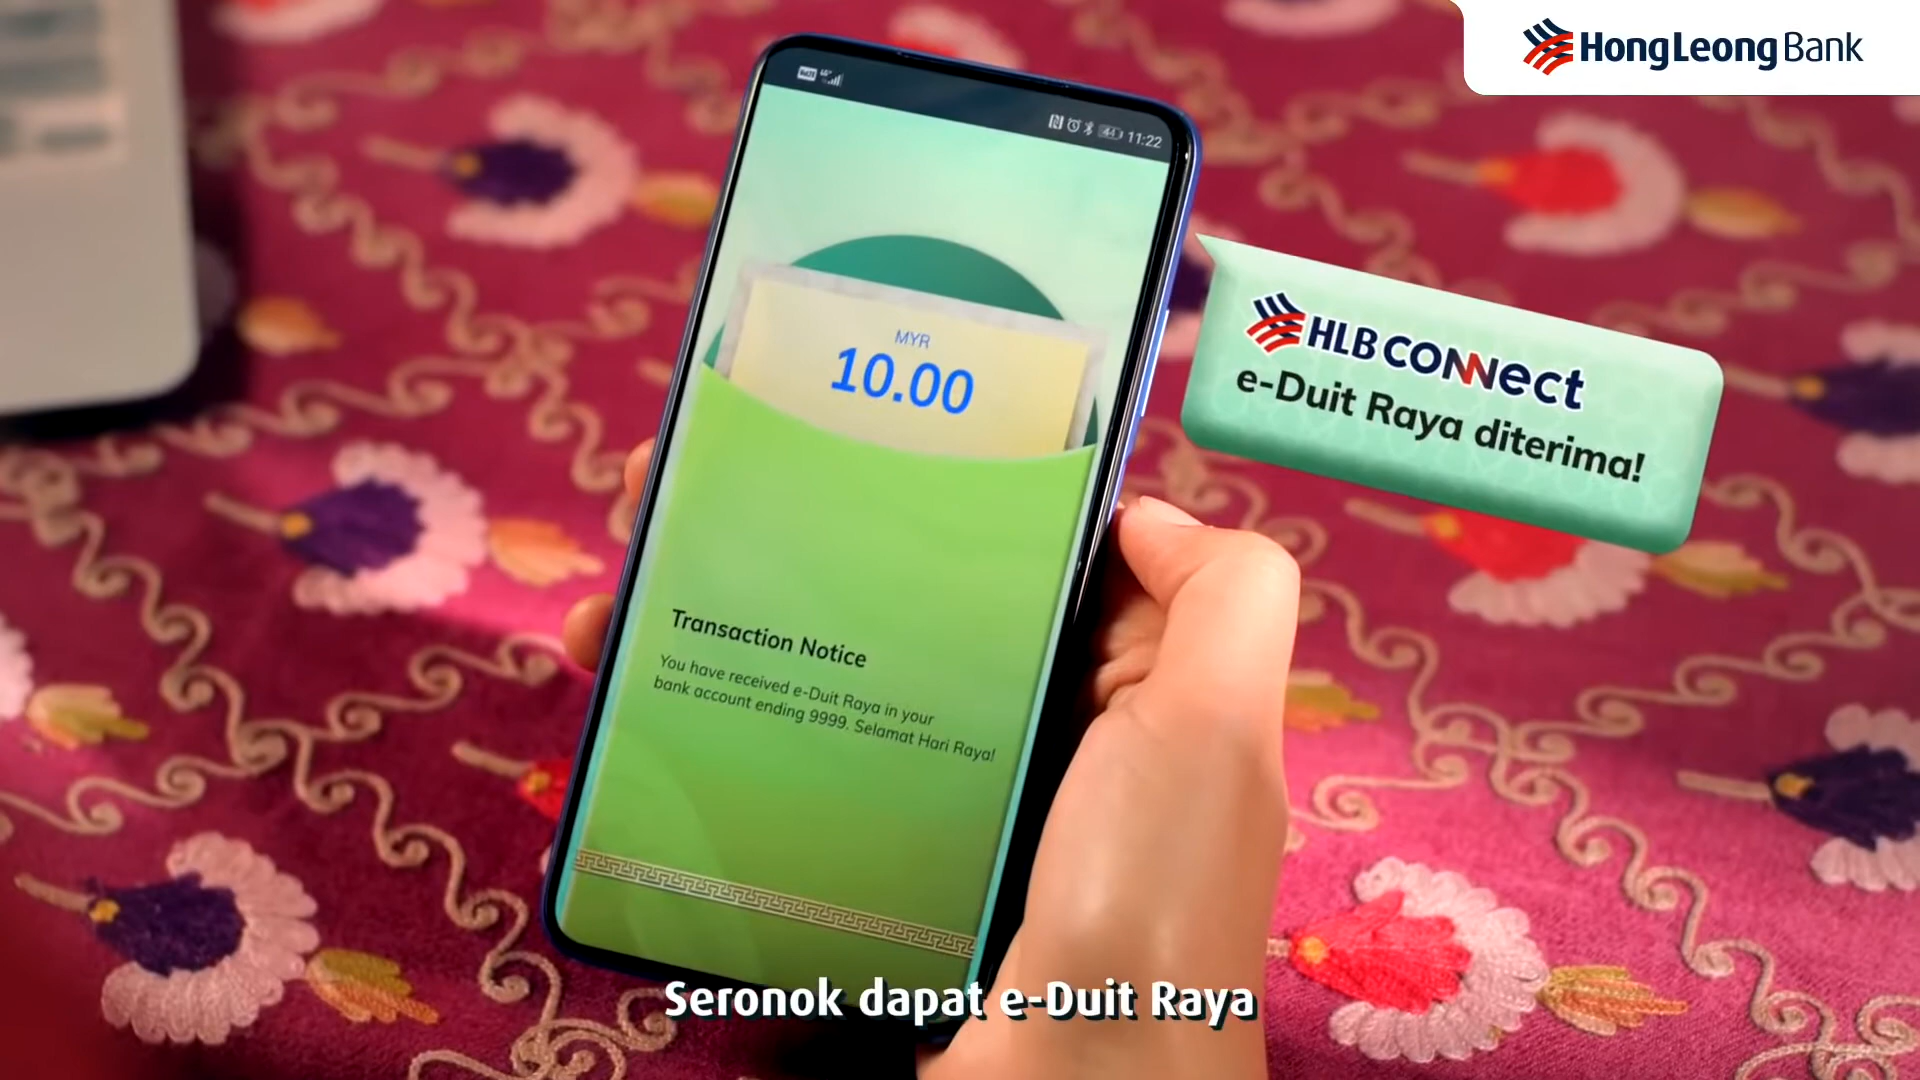 HongLeong Bank
11:22
MYR
10.00
HLB CONNect
e-Duit Raya diterima!
Transaction Notice
You have received e-Duit Raya in your
bank account ending 9999. Selamat Hari Raya!
Seronok dapat e-Duit Raya